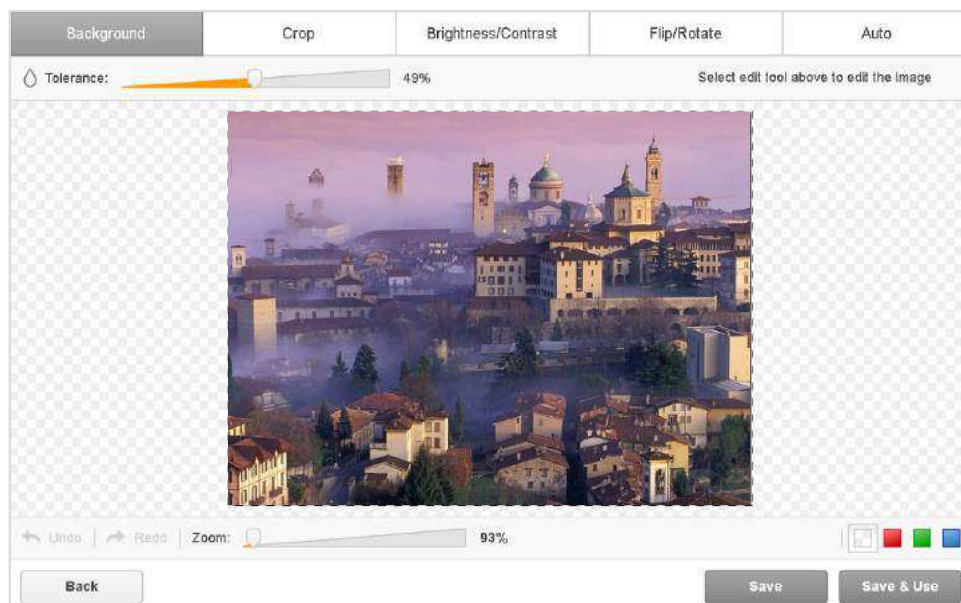 Background Crop Brightness/Contrast Flip/Rotate Auto
Tolerance: 49% Select edit tool above to edit the image
Undo Redo Zoom: 93%
Back Save Save & Use